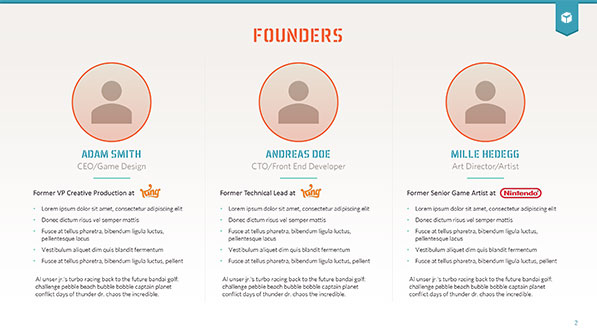 FOUNDERS
ADAM SMITH
CEO/Game Design
Former VP Creative Production at King
Lorem ipsum dolor sit amet, consectetur adipiscing elit
Donec dictum risus vel semper mattis
Fusce at tellus pharetra, bibendum ligula luctus,
pellentesque lacus
Vestibulum aliquet dim quis blandit fermentum
Fusce at tellus pharetra, bibendum ligula luctus, pellent
Al unser jr.'s turbo racing back to the future bandai golf:
challenge pebble beach bubble bobble captain planet
conflict days of thunder dr. chaos the incredible.
ANDREAS DOE
CTO/Front End Developer
Former Technical Lead at King
Lorem ipsum dolor sit amet, consectetur adipiscing elit
Donec dictum risus vel semper mattis
Fusce at tellus pharetra, bibendum ligula luctus,
pellentesque lacus
Vestibulum aliquet dim quis blandit fermentum
Fusce at tellus pharetra, bibendum ligula luctus, pellent
Al unser jr.'s turbo racing back to the future bandai golf:
challenge pebble beach bubble bobble captain planet
conflict days of thunder dr. chaos the incredible.
MILLE HEDEGG
Art Director/Artist
Former Senior Game Artist at Nintendo
Lorem ipsum dolor sit amet, consectetur adipiscing elit
Donec dictum risus vel semper mattis
Fusce at tellus pharetra, bibendum ligula luctus,
pellentesque lacus
Vestibulum aliquet dim quis blandit fermentum
Fusce at tellus pharetra, bibendum ligula luctus, pellent
Al unser jr.'s turbo racing back to the future bandai golf:
challenge pebble beach bubble bobble captain planet
conflict days of thunder dr. chaos the incredible.
2